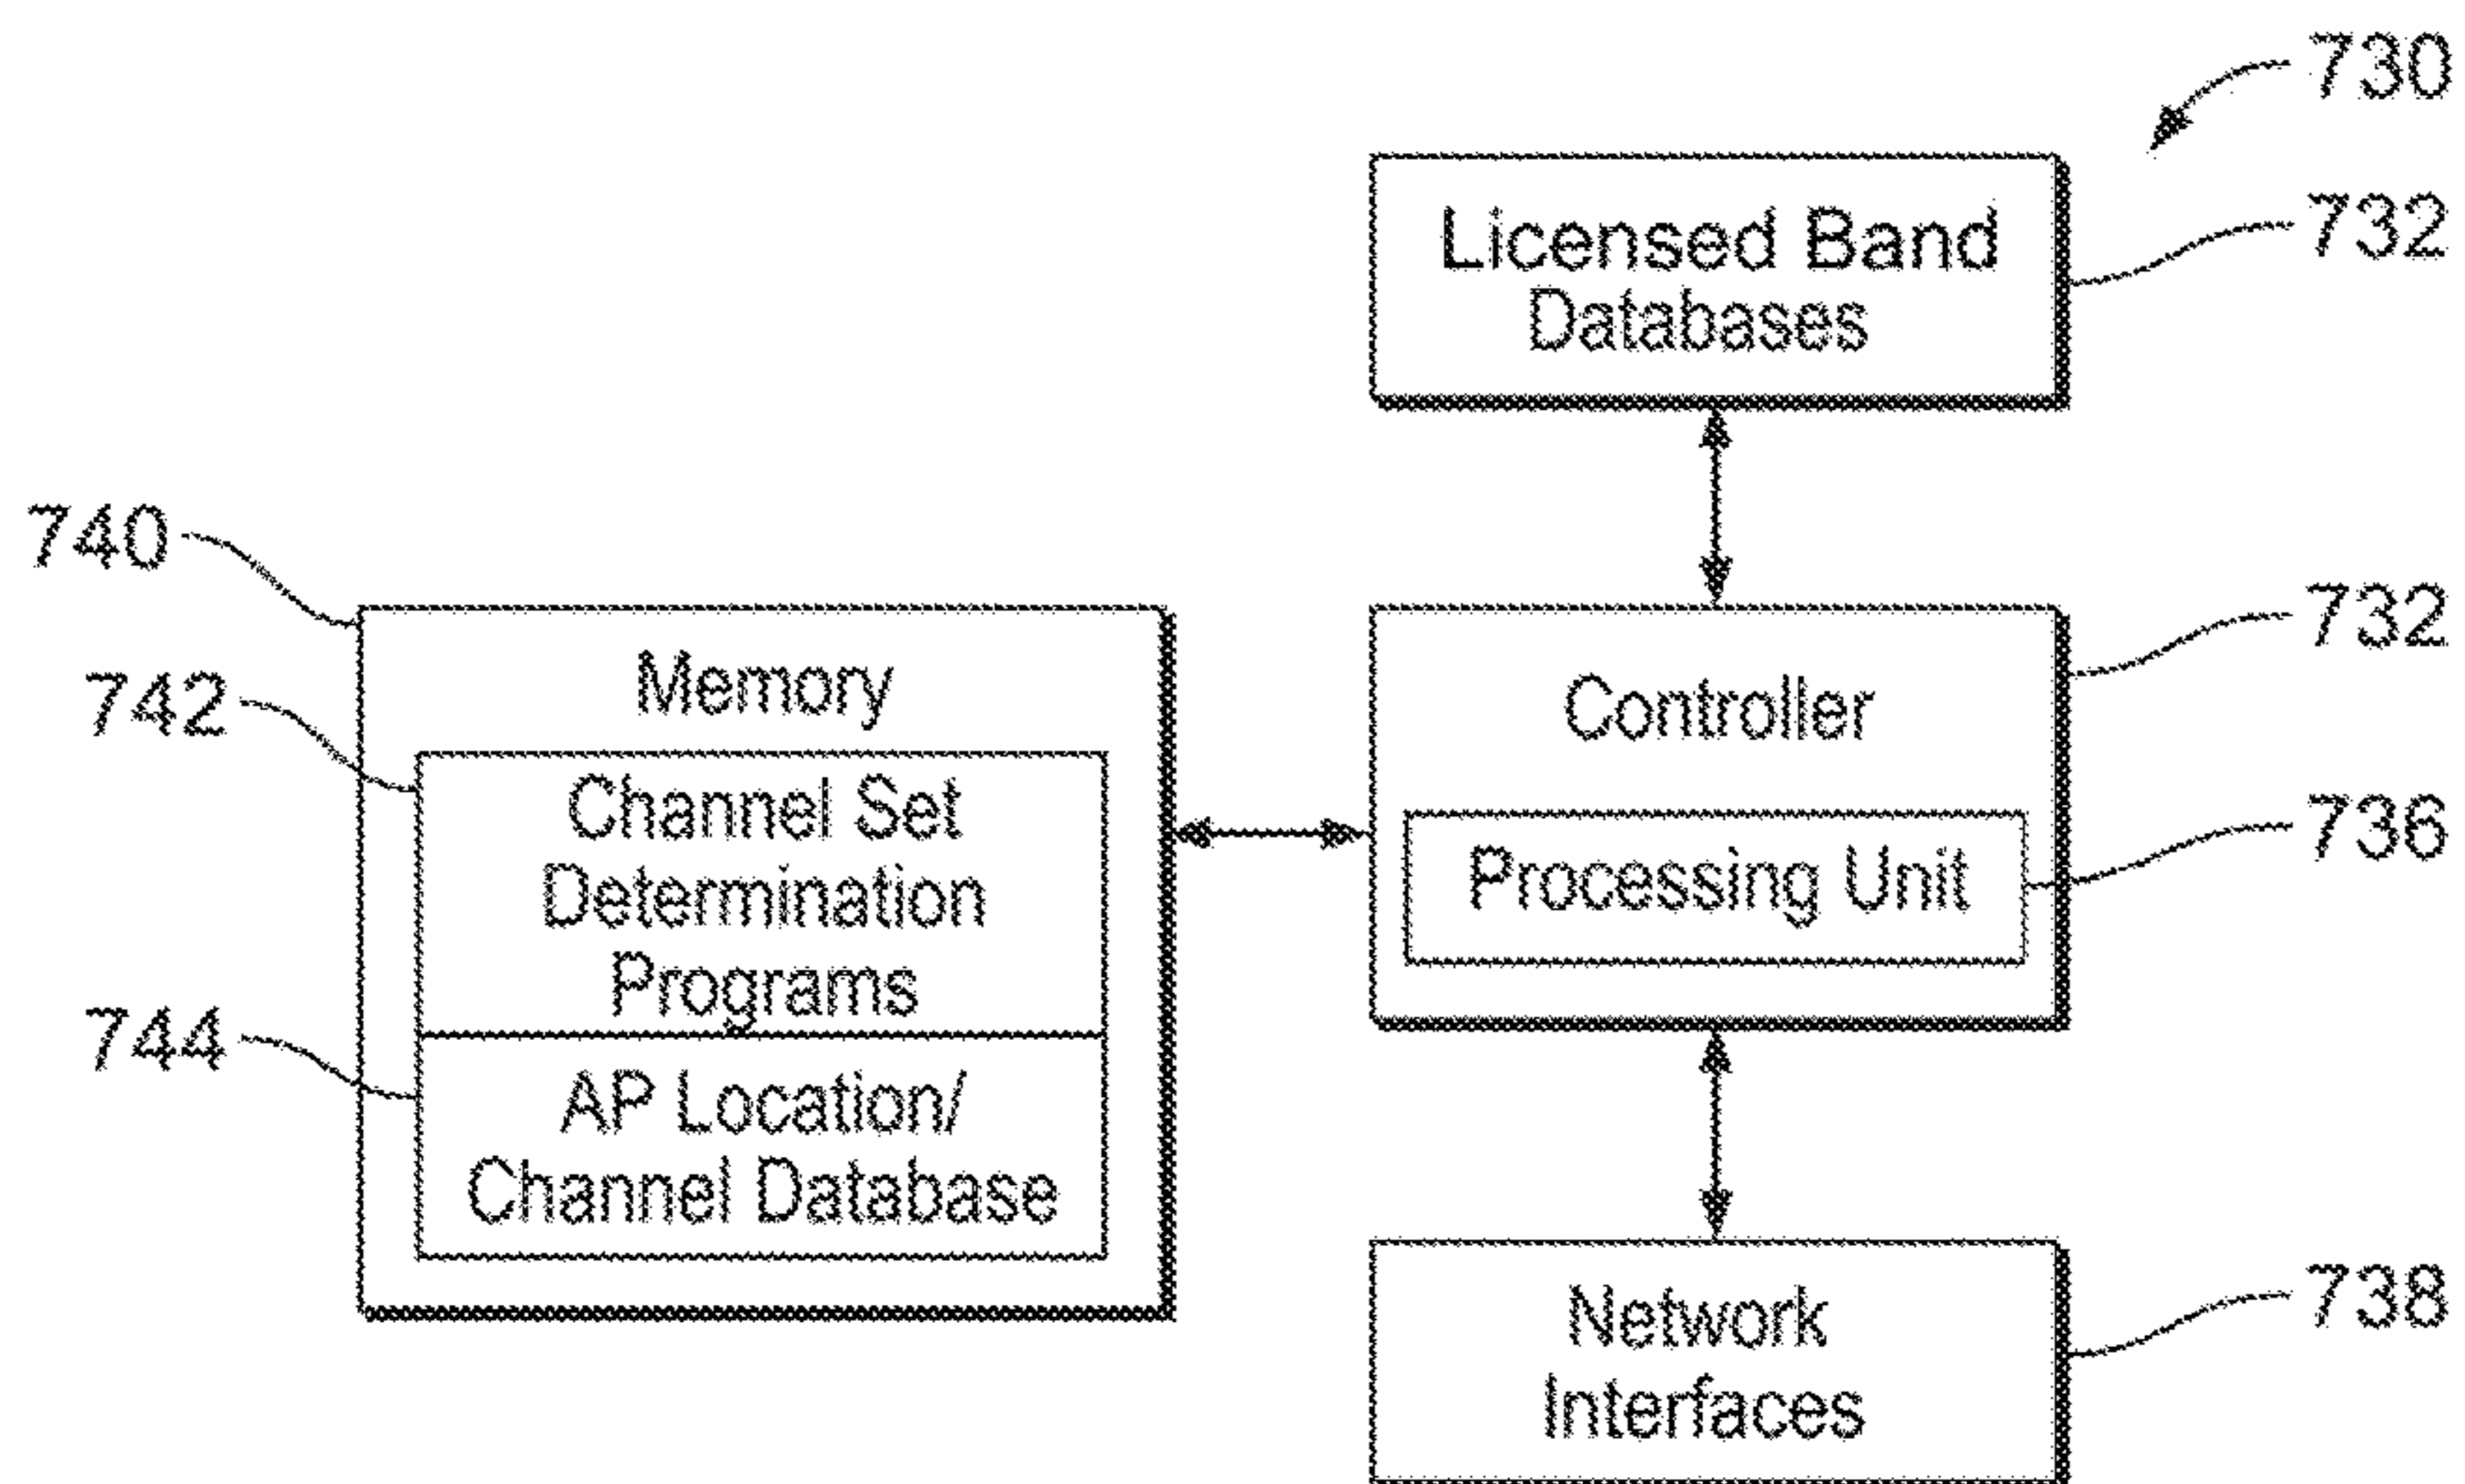 730
Licensed Band
Databases
732
740
Memory
742
Channel Set
Determination
Programs
744
AP Location/
Channel Database
Controller
732
Processing Unit
736
Network
Interfaces
738